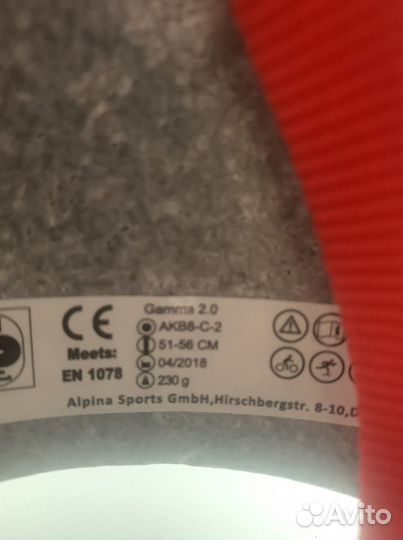 CE
Meets:
EN 1078
Gamma 2.0
AKB8-C-2
51-56 CM
04/2018
230 g
Alpina Sports GmbH,Hirschbergstr. 8-10,D
Avito